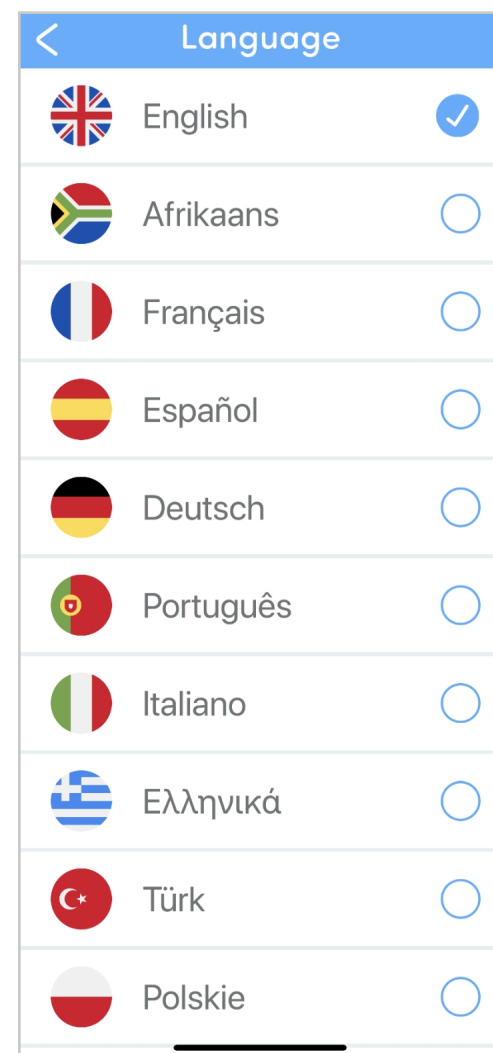 Language
English
Afrikaans
Français
Español
Deutsch
Português
Italiano
Ελληνικά
Türk
Polskie